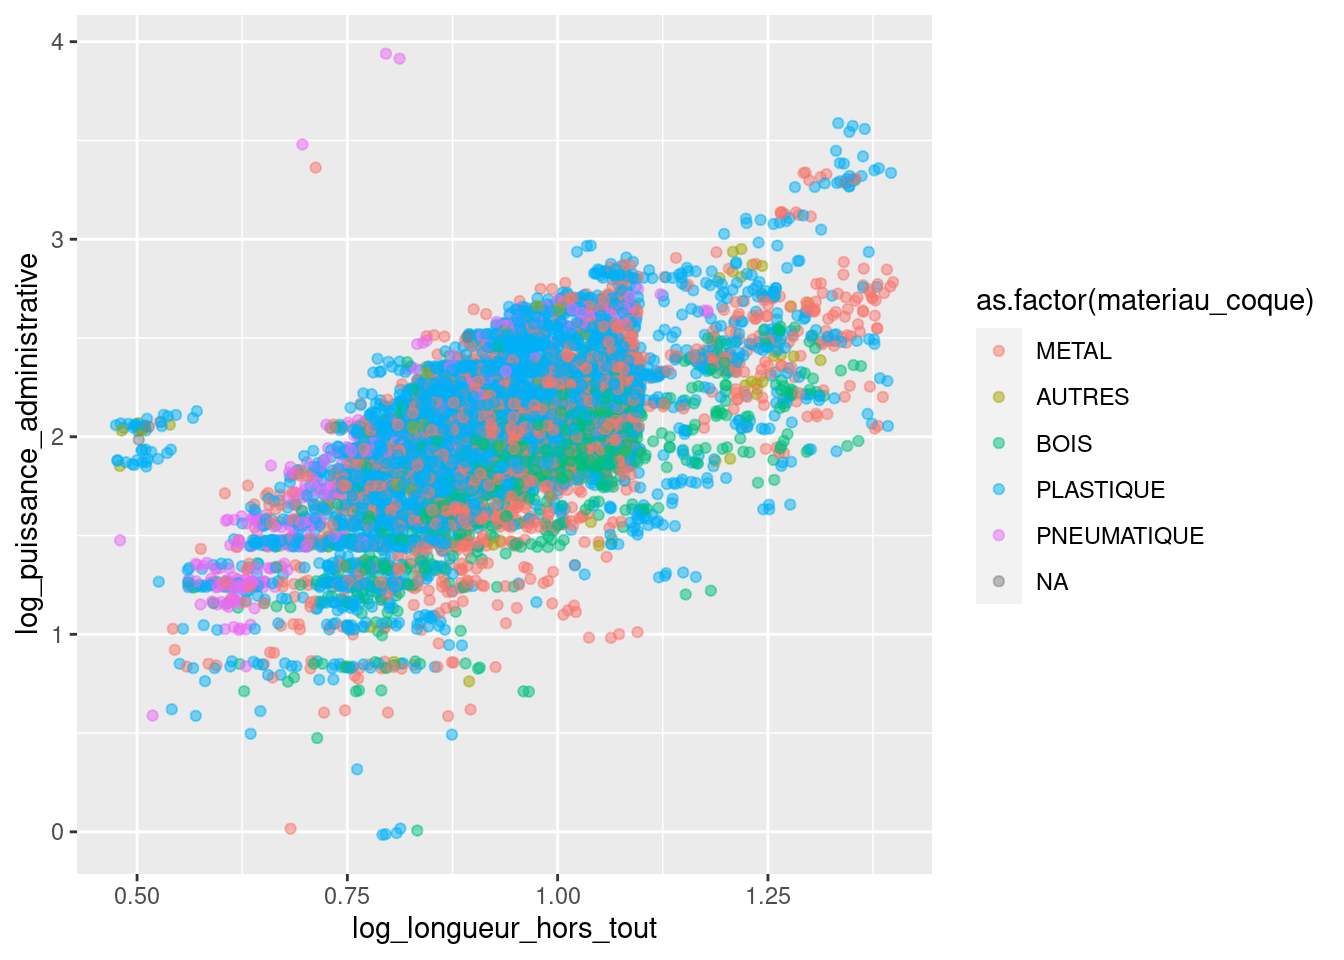 4
3
2
1
0
log_puissance_administrative
0.50 0.75 1.00 1.25
log_longueur_hors_tout
as.factor(materiau_coque)
METAL
AUTRES
BOIS
PLASTIQUE
PNEUMATIQUE
NA